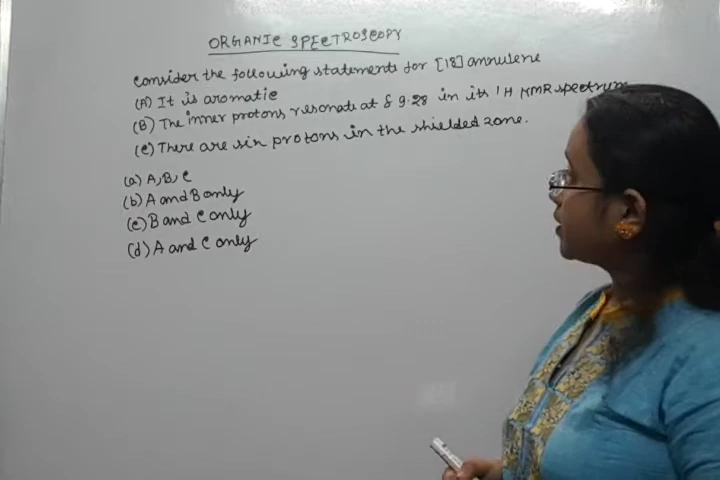 ORGANIC SPECTROSCOPY
Consider the following statements for [18] annulene
(A) It is aromatic
(B) The inner protons resonate at δ 9.28 in its 1H NMR spectrum
(C) There are six protons in the shielded zone.
(a) A, B, C
(b) A and B only
(c) B and C only
(d) A and C only